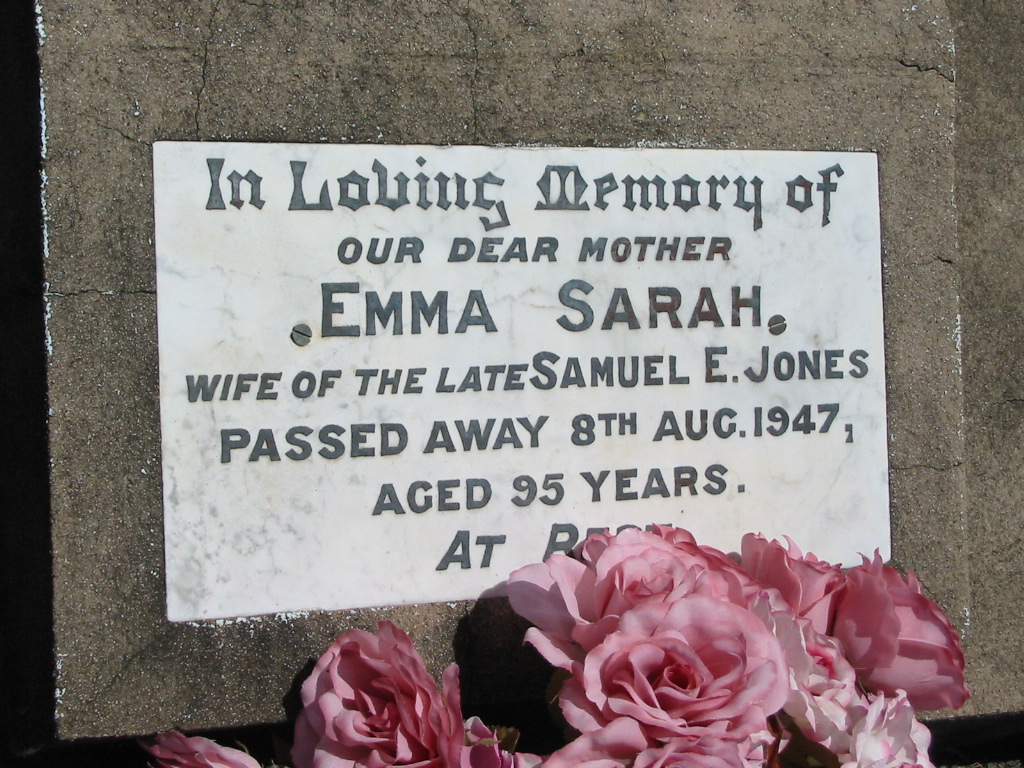 In Loving Memory of
OUR DEAR MOTHER
EMMA SARAH.
WIFE OF THE LATE SAMUEL E. JONES
PASSED AWAY 8TH AUG. 1947,
AGED 95 YEARS.
AT REST